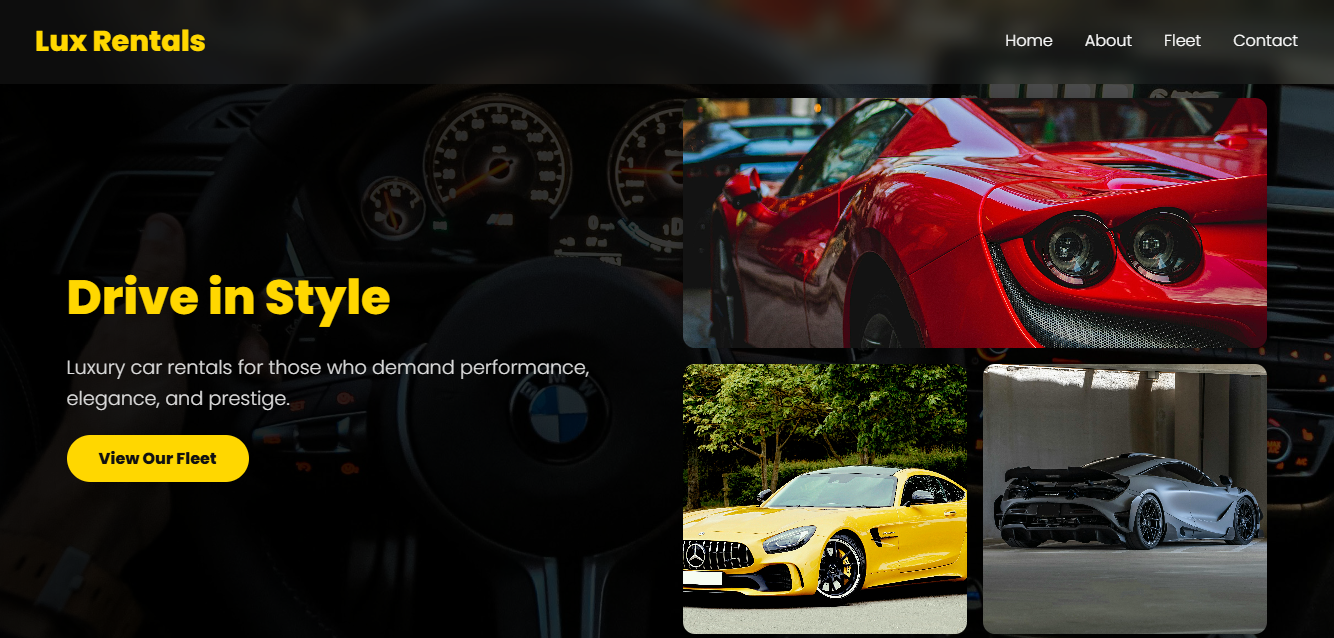 Lux Rentals
Home About Fleet Contact
Drive in Style
Luxury car rentals for those who demand performance,
elegance, and prestige.
View Our Fleet
BMW